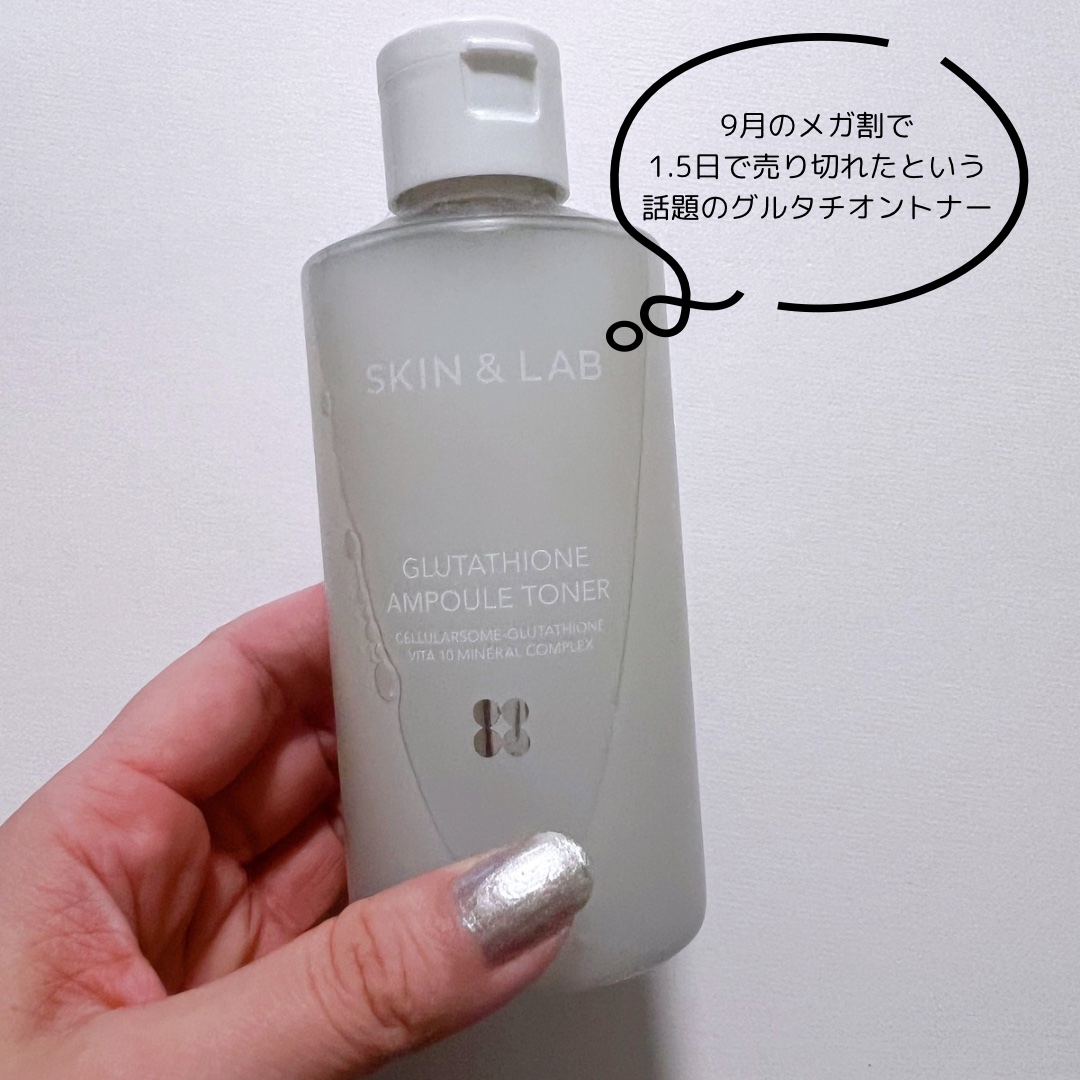 9月のメガ割で
1.5日で売り切れたという
話題のグルタチオントナー
SKIN & LAB
GLUTATHIONE
AMPOULE TONER
CELLULARSOME-GLUTATHIONE
VITA 10 MINERAL COMPLEX